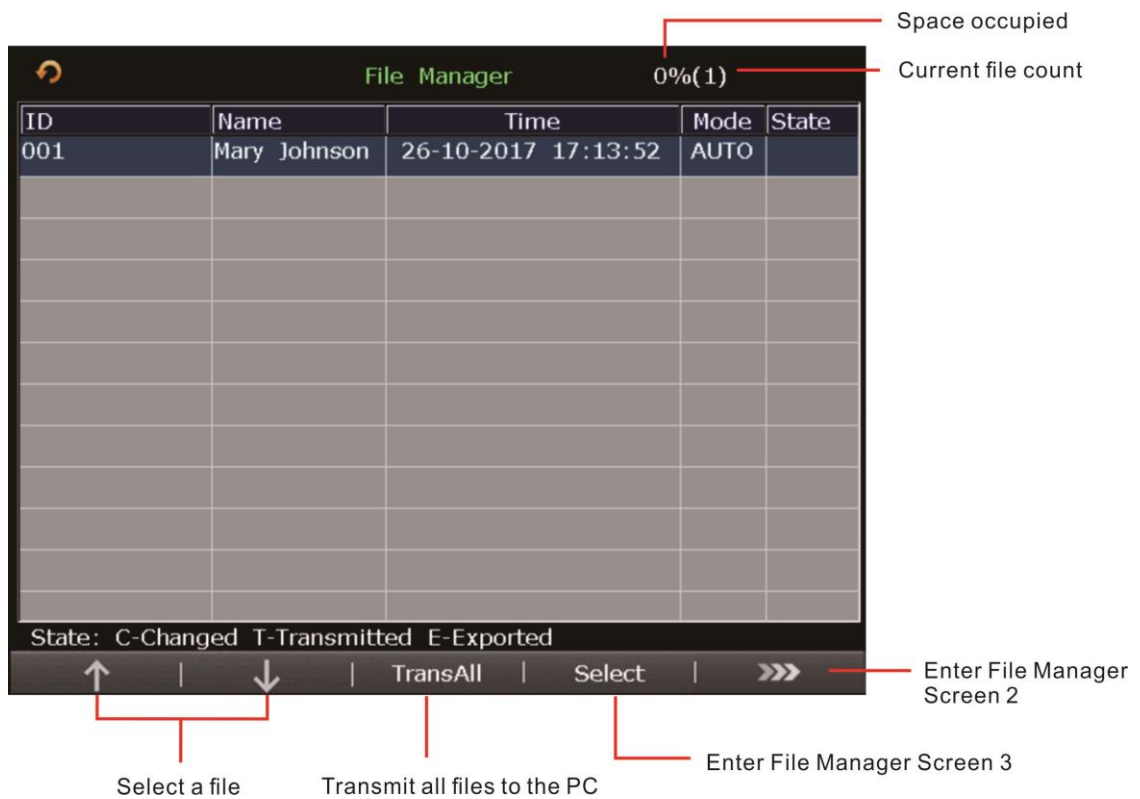 Space occupied
File Manager 0%(1)
Current file count
ID Name Time Mode State
001 Mary Johnson 26-10-2017 17:13:52 AUTO
State: C-Changed T-Transmitted E-Exported
TransAll | Select
Enter File Manager
Screen 2
Enter File Manager Screen 3
Select a file
Transmit all files to the PC